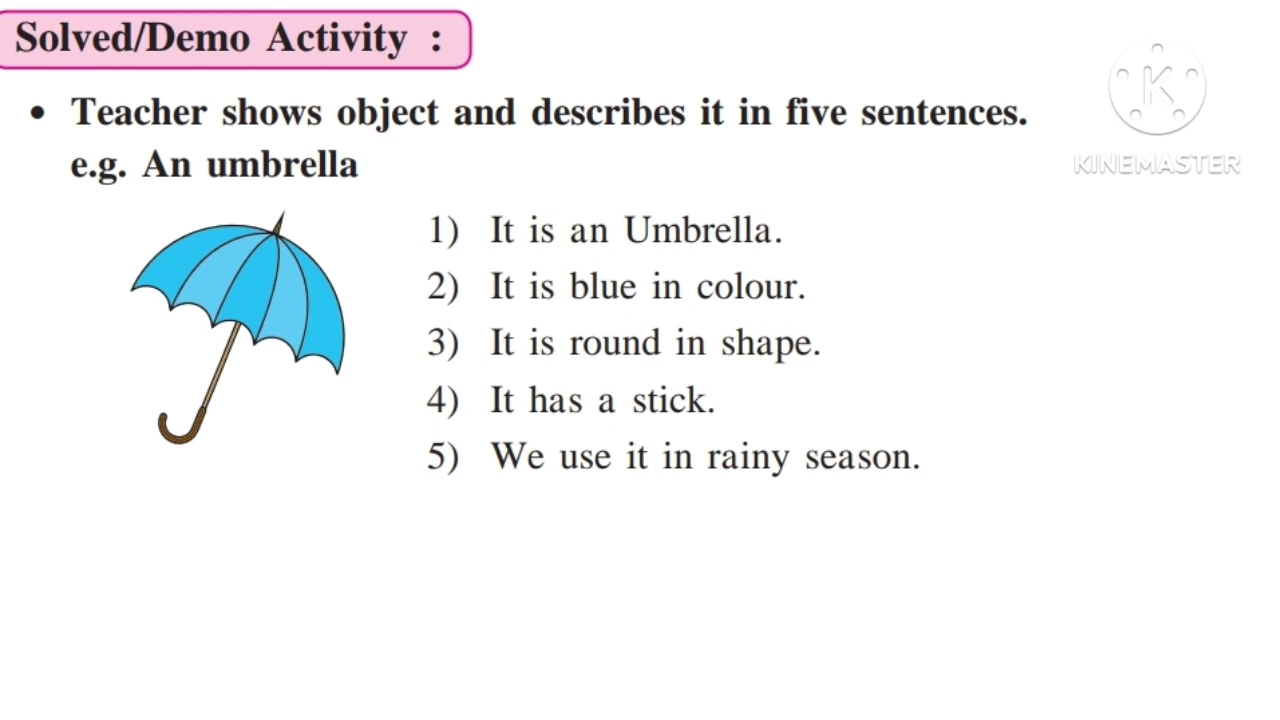 Solved/Demo Activity :
• Teacher shows object and describes it in five sentences.
e.g. An umbrella
1) It is an Umbrella.
2) It is blue in colour.
3) It is round in shape.
4) It has a stick.
5) We use it in rainy season.
K
KINEMASTER